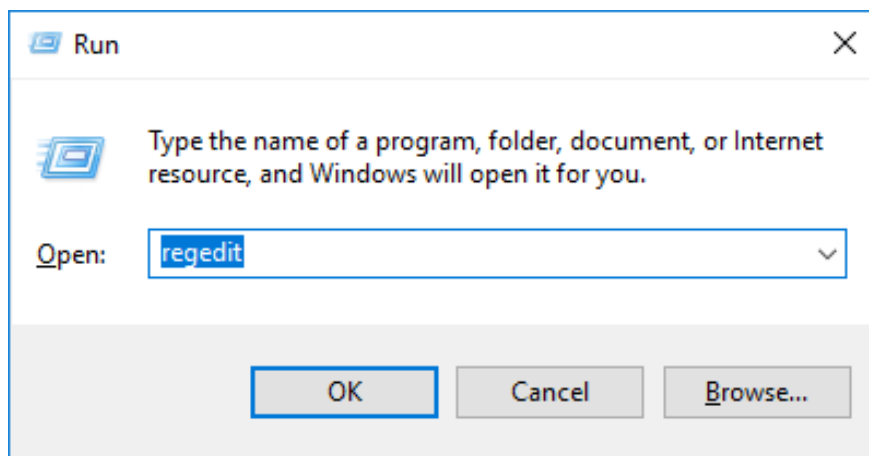 Run
Type the name of a program, folder, document, or Internet
resource, and Windows will open it for you.
Open: regedit
OK Cancel Browse...